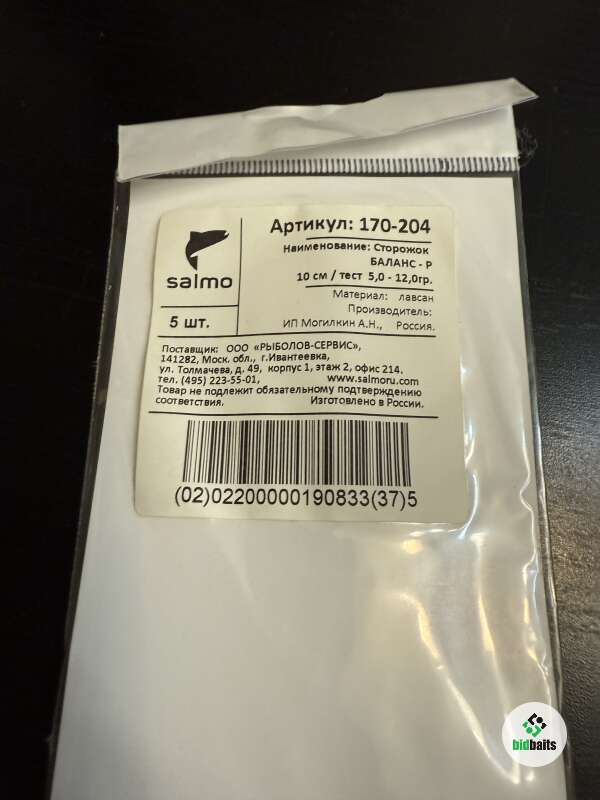 Артикул: 170-204
Наименование: Сторожок
БАЛАНС - Р
10 см / тест 5,0 - 12,0гр.
salmo
Материал: лавсан
Производитель:
5 шт.
ИП Могилкин А.Н., Россия.
Поставщик: ООО «РЫБОЛОВ-СЕРВИС»,
141282, Моск. обл., г.Ивантеевка,
ул. Толмачева, д. 49, корпус 1, этаж 2, офис 214.
тел. (495) 223-55-01, www.salmoru.com
Товар не подлежит обязательному подтверждению
соответствия. Изготовлено в России.
(02)02200000190833(37)5
bidbaits